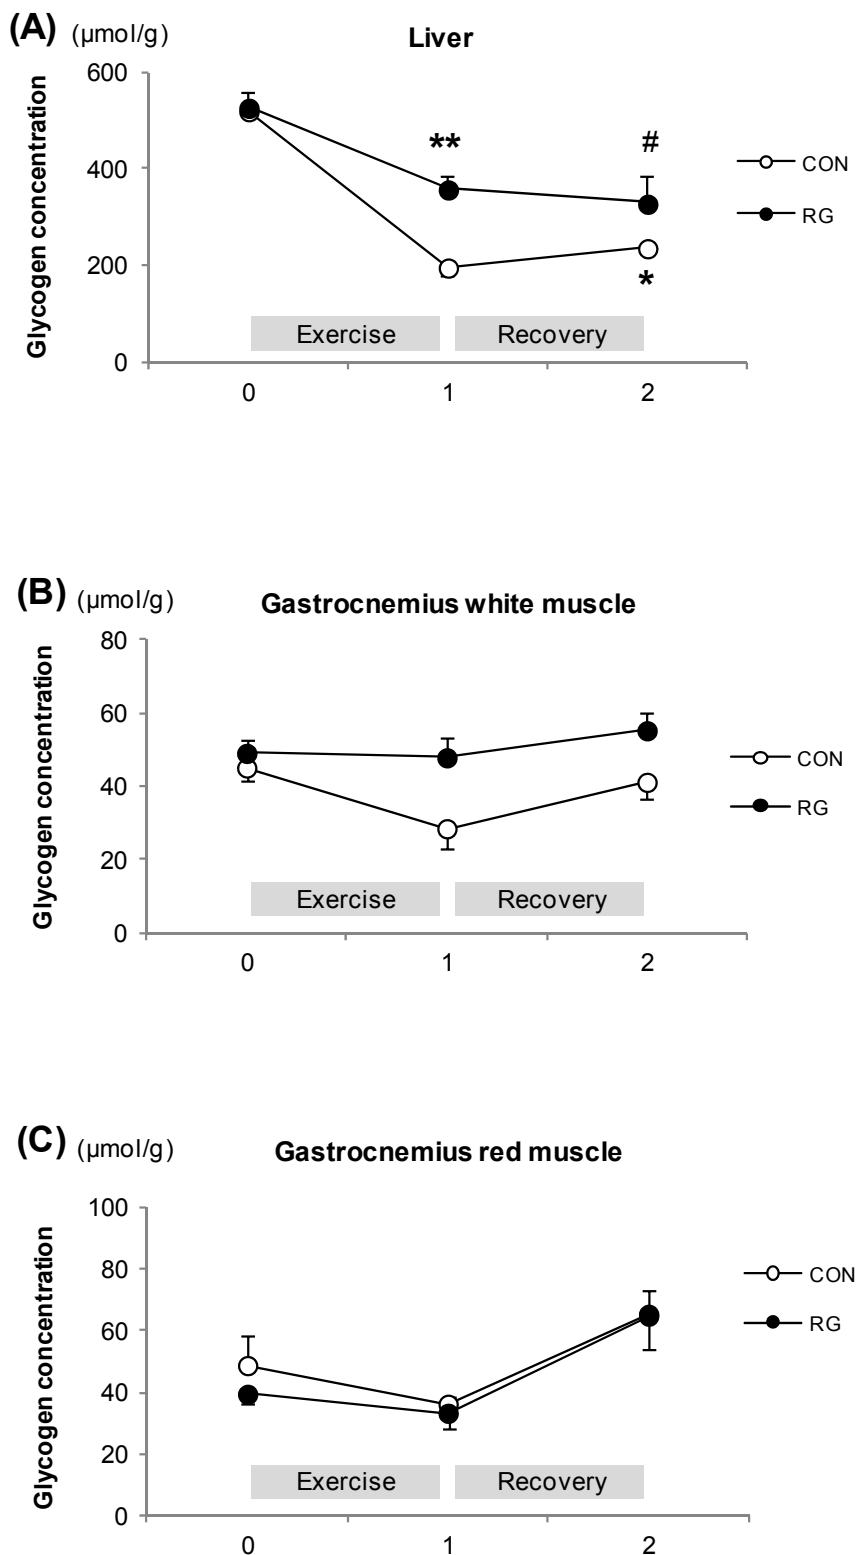 (A) (µmol/g) Liver
Glycogen concentration
600
400
200
0
** #
*
CON
RG
Exercise Recovery
0 1 2
(B) (µmol/g) Gastrocnemius white muscle
Glycogen concentration
80
60
40
20
0
CON
RG
Exercise Recovery
0 1 2
(C) (µmol/g) Gastrocnemius red muscle
Glycogen concentration
100
80
60
40
20
0
CON
RG
Exercise Recovery
0 1 2